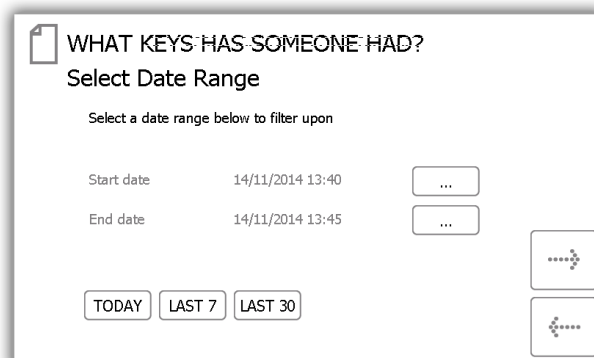 WHAT KEYS HAS SOMEONE HAD?
Select Date Range
Select a date range below to filter upon
Start date 14/11/2014 13:40 ...
End date 14/11/2014 13:45 ...
TODAY LAST 7 LAST 30